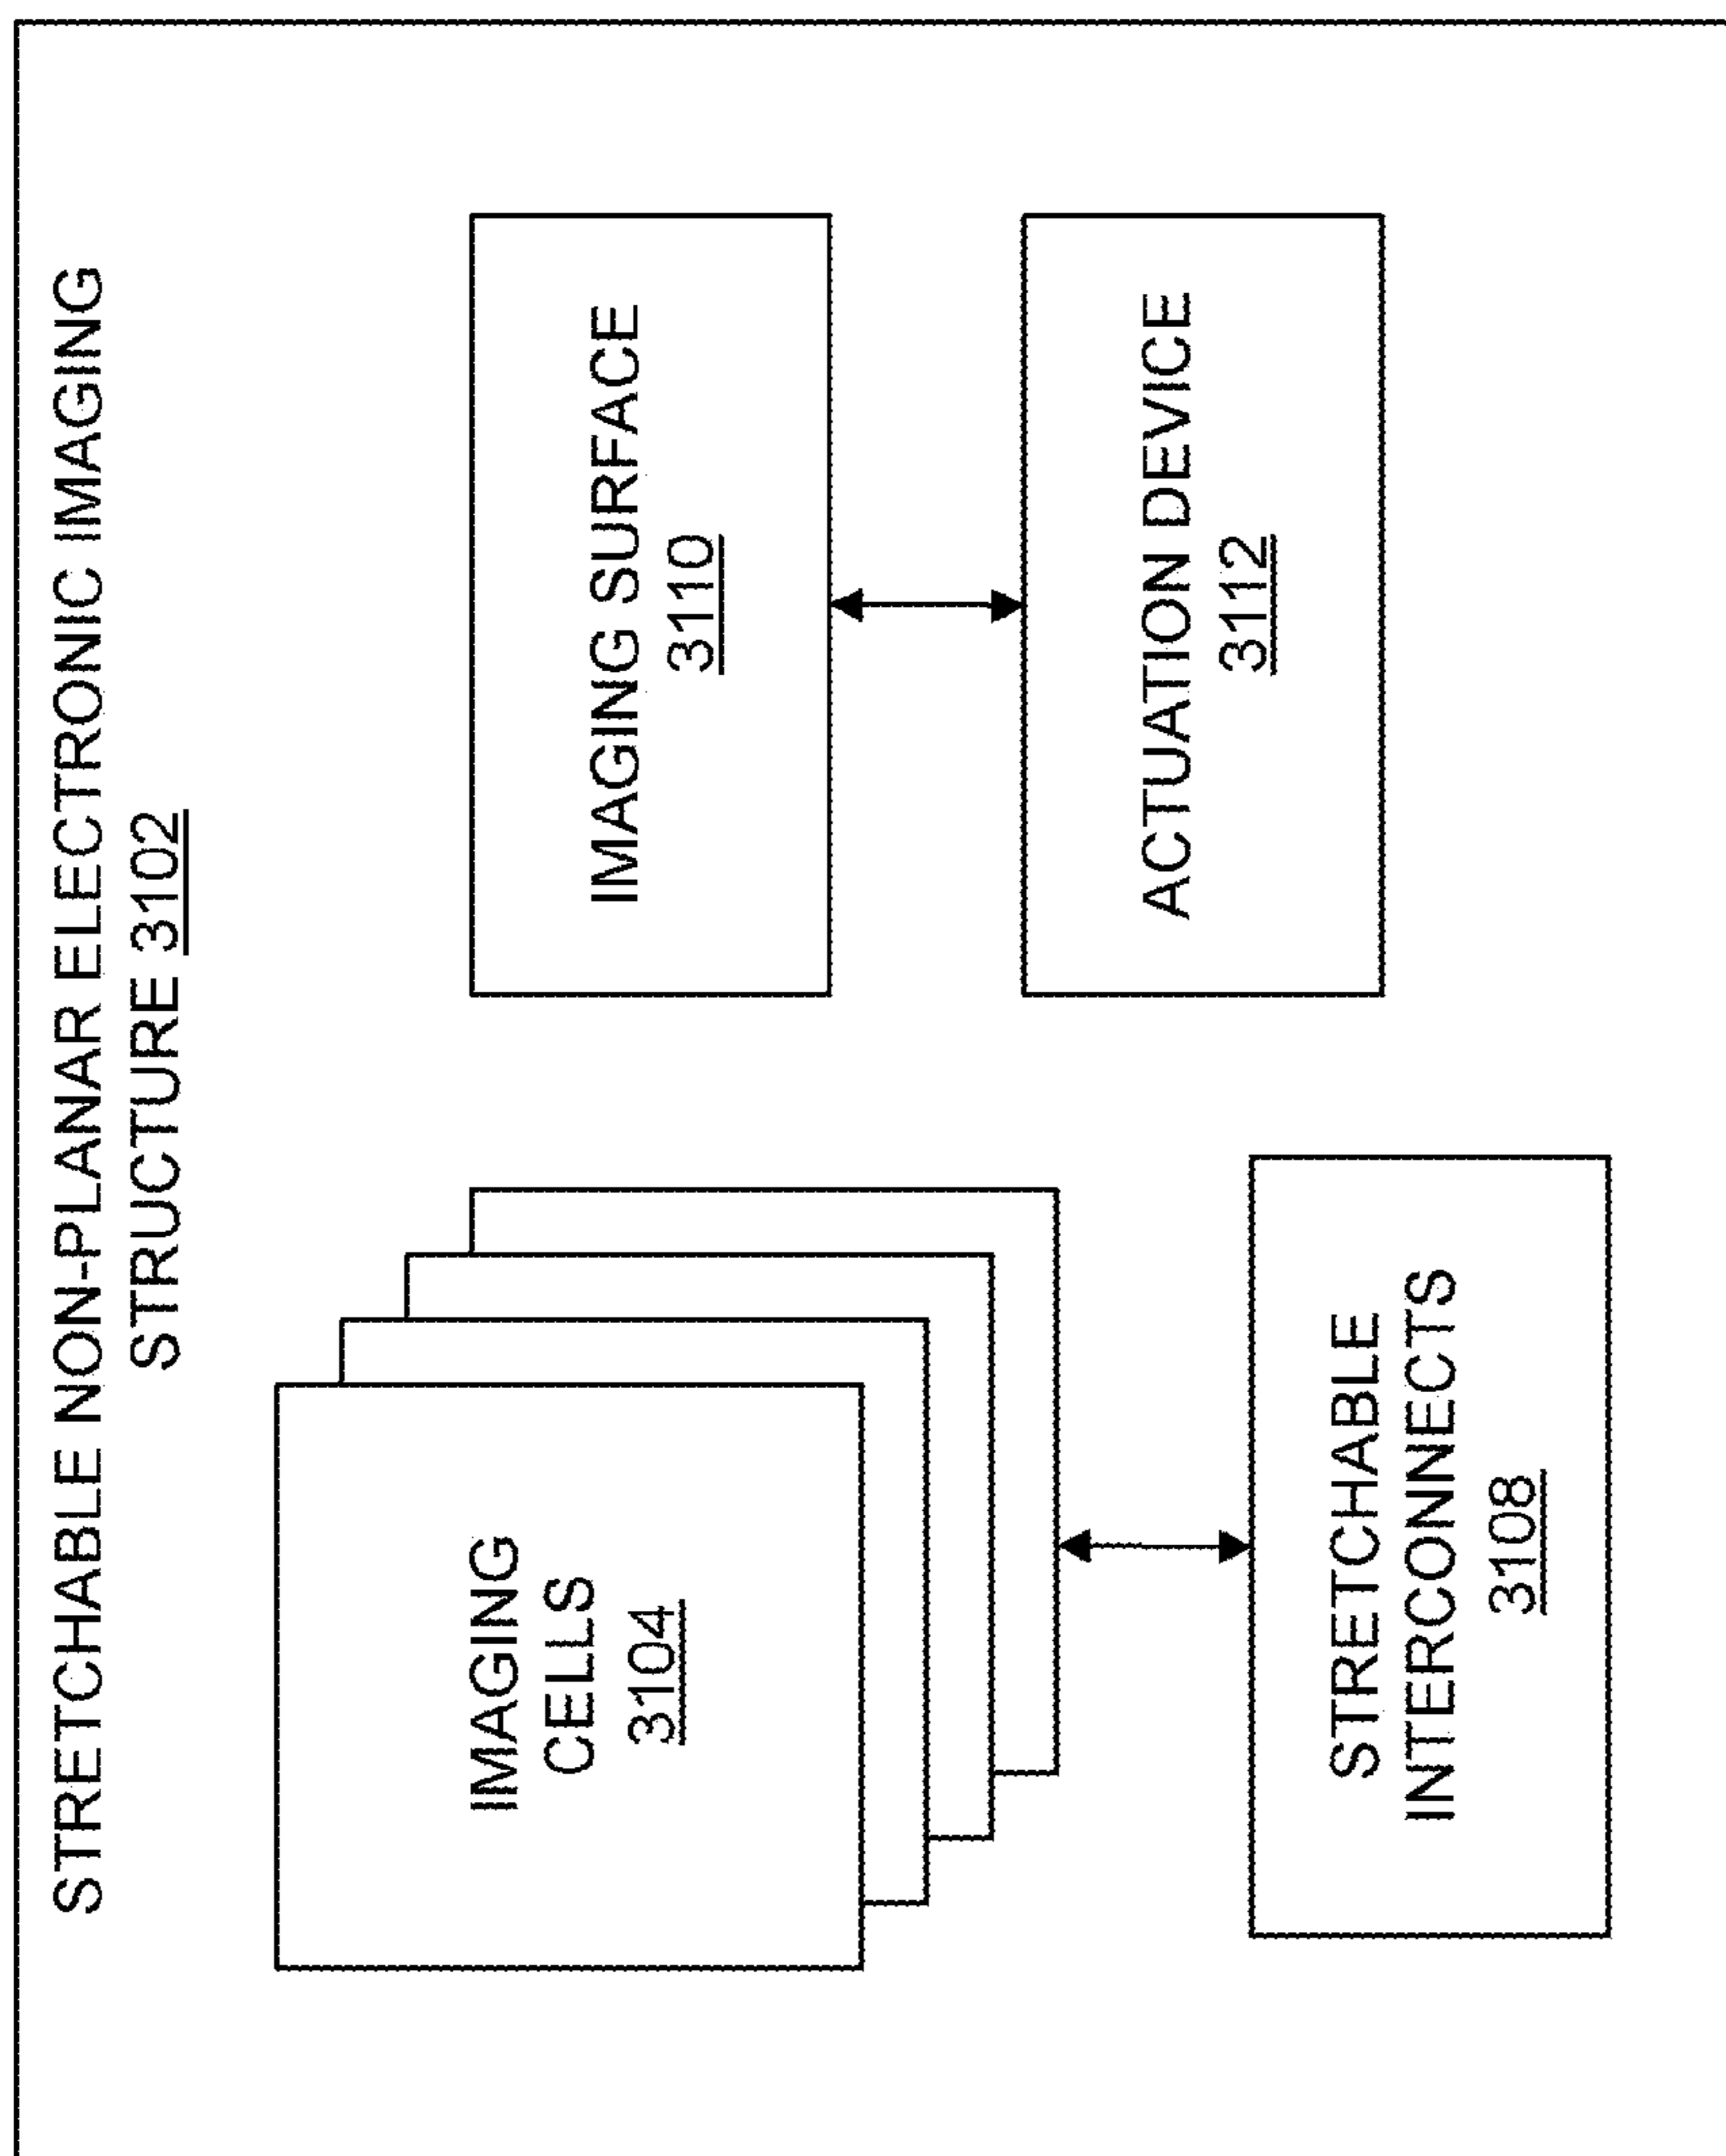 STRETCHABLE NON-PLANAR ELECTRONIC IMAGING
STRUCTURE 3102
IMAGING
CELLS
3104
STRETCHABLE
INTERCONNECTS
3108
IMAGING SURFACE
3110
ACTUATION DEVICE
3112